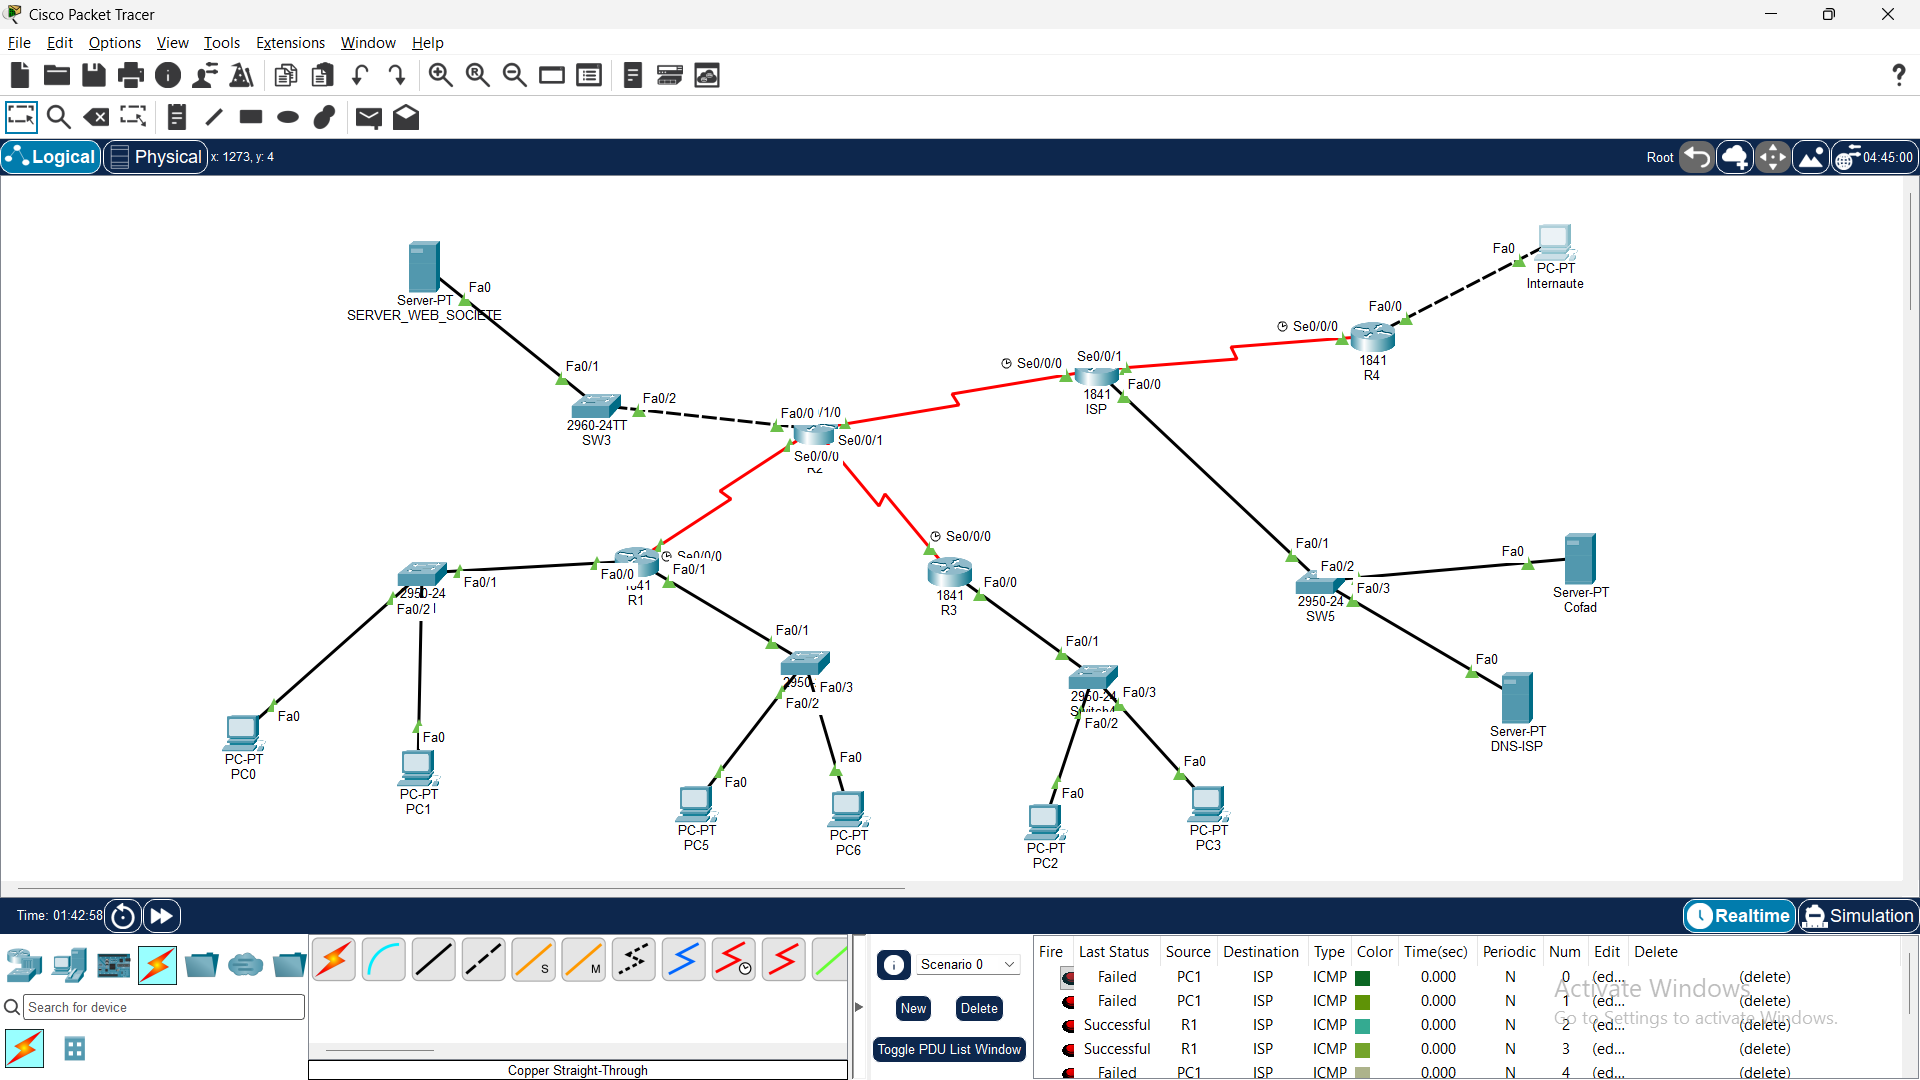 Cisco Packet Tracer
File Edit Options View Tools Extensions Window Help
Logical Physical x: 1273, y: 4 Root 04:45:00
Fa0
Server-PT
SERVER_WEB_SOCIETE
Fa0/1
Fa0/2
2960-24TT
SW3
Fa0/0 /1/0
Se0/0/1
Se0/0/0
R2
Se0/0/0
Se0/0/1
Fa0/0
1841
ISP
Se0/0/0
Fa0/0
1841
R4
Fa0
PC-PT
Internaute
Fa0/1
Fa0/2
Fa0/3
2950-24
SW5
Fa0
Server-PT
Cofad
Fa0
Server-PT
DNS-ISP
Se0/0/0
Fa0/0
Fa0/1
1841
R1
Fa0/1
2950-24
Fa0/2
Fa0
PC-PT
PC0
Fa0
PC-PT
PC1
Fa0/1
2950-
Fa0/3
Fa0/2
Fa0
PC-PT
PC5
Fa0
PC-PT
PC6
Se0/0/0
Fa0/0
1841
R3
Fa0/1
2950-24
Switch4
Fa0/3
Fa0/2
Fa0
PC-PT
PC2
Fa0
PC-PT
PC3
Time: 01:42:58 Realtime Simulation
S M
Search for device
Copper Straight-Through
Scenario 0
New Delete
Toggle PDU List Window
Fire Last Status Source Destination Type Color Time(sec) Periodic Num Edit Delete
Failed PC1 ISP ICMP 0.000 N 0 (ed... (delete)
Failed PC1 ISP ICMP 0.000 N 1 (ed... (delete)
Successful R1 ISP ICMP 0.000 N 2 (ed... (delete)
Successful R1 ISP ICMP 0.000 N 3 (ed... (delete)
Failed PC1 ISP ICMP 0.000 N 4 (ed... (delete)
Activate Windows
Go to Settings to activate Windows.